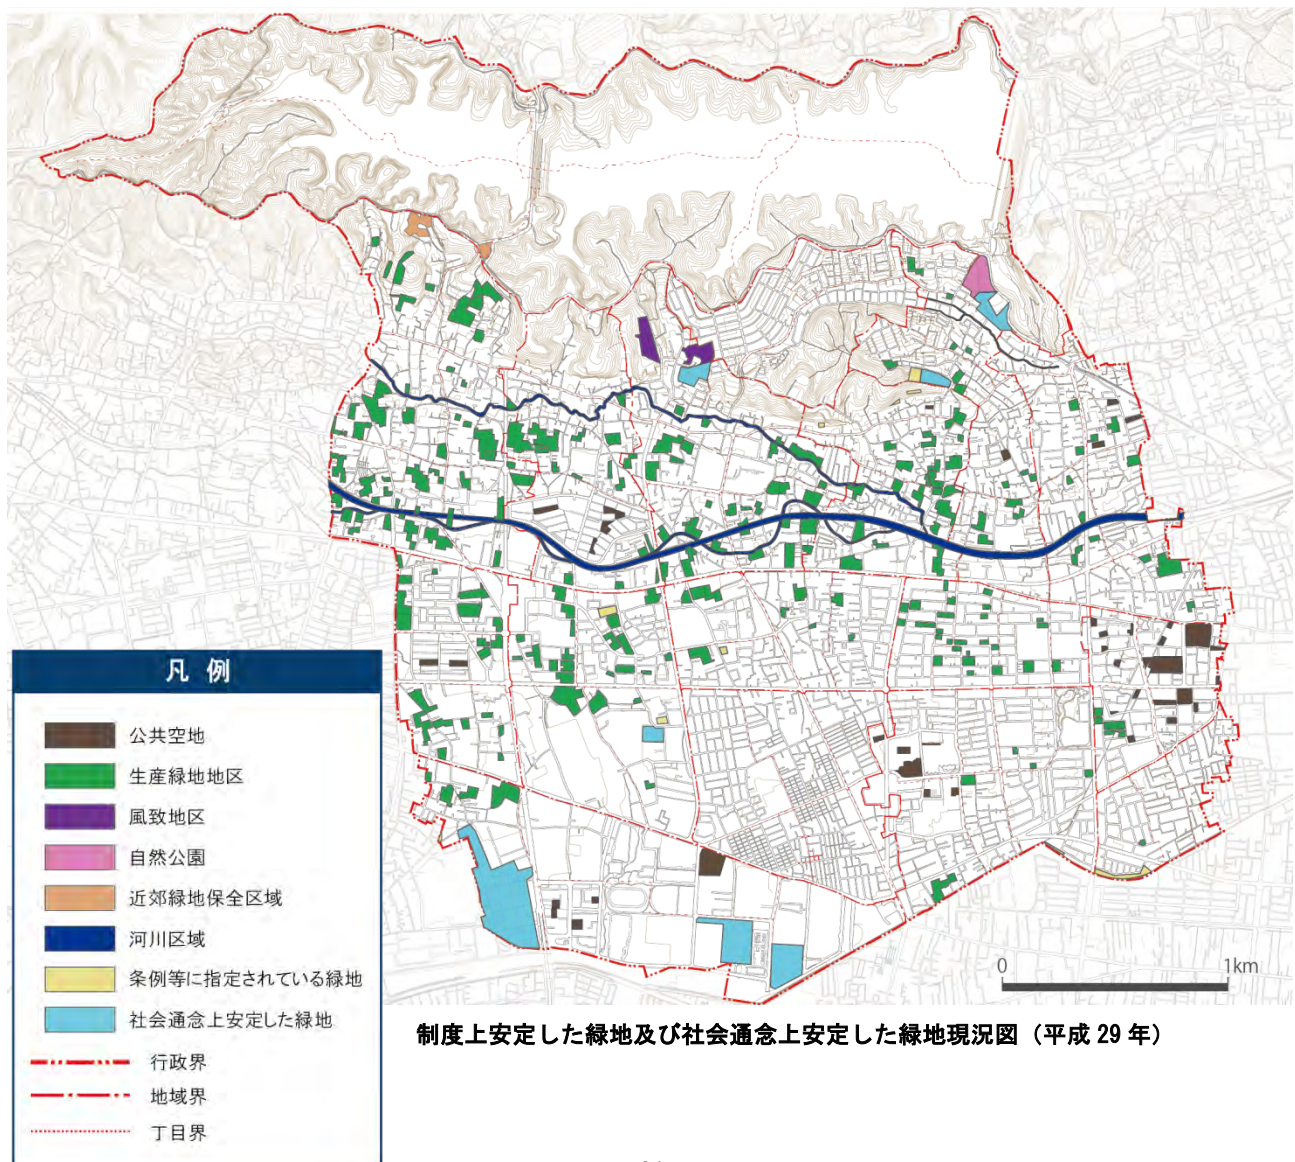 凡 例
公共空地
生産緑地地区
風致地区
自然公園
近郊緑地保全区域
河川区域
条例等に指定されている緑地
社会通念上安定した緑地
行政界
地域界
丁目界
0 1km
制度上安定した緑地及び社会通念上安定した緑地現況図（平成 29 年）